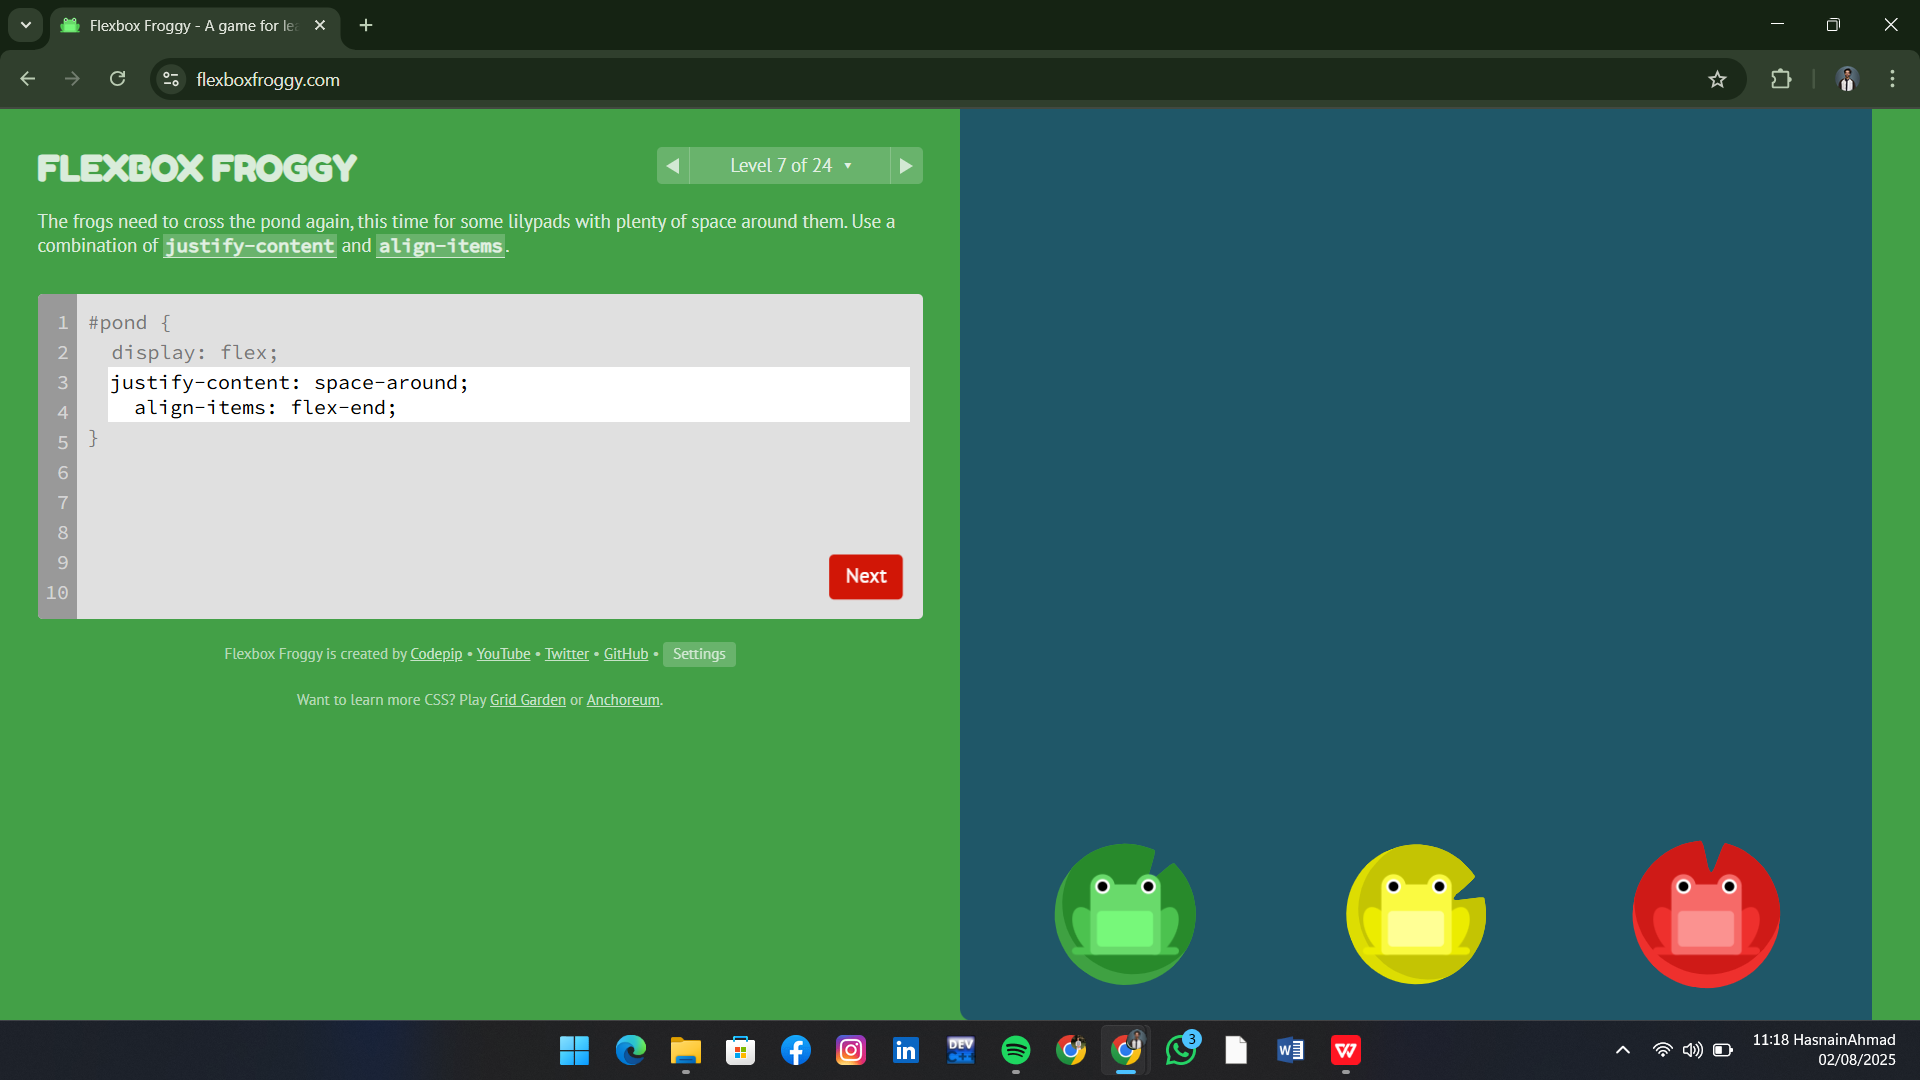 Flexbox Froggy - A game for lea
flexboxfroggy.com
FLEXBOX FROGGY
Level 7 of 24
The frogs need to cross the pond again, this time for some lilypads with plenty of space around them. Use a
combination of justify-content and align-items.
1 #pond {
2 display: flex;
3 justify-content: space-around;
4 align-items: flex-end;
5 }
6
7
8
9
10
Next
Flexbox Froggy is created by Codepip • YouTube • Twitter • GitHub • Settings
Want to learn more CSS? Play Grid Garden or Anchoreum.
in
DEV
3
W
W
11:18 HasnainAhmad
02/08/2025